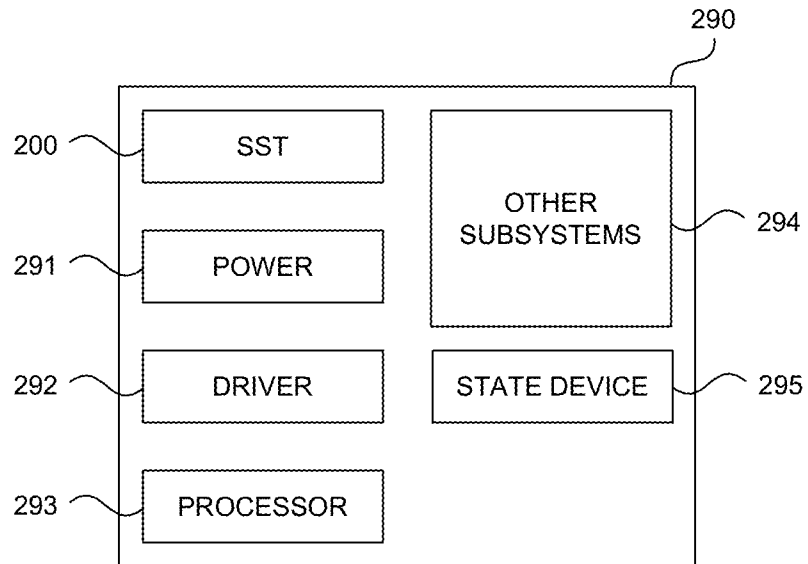 290
200
SST
OTHER
SUBSYSTEMS
294
291
POWER
292
DRIVER
STATE DEVICE
295
293
PROCESSOR